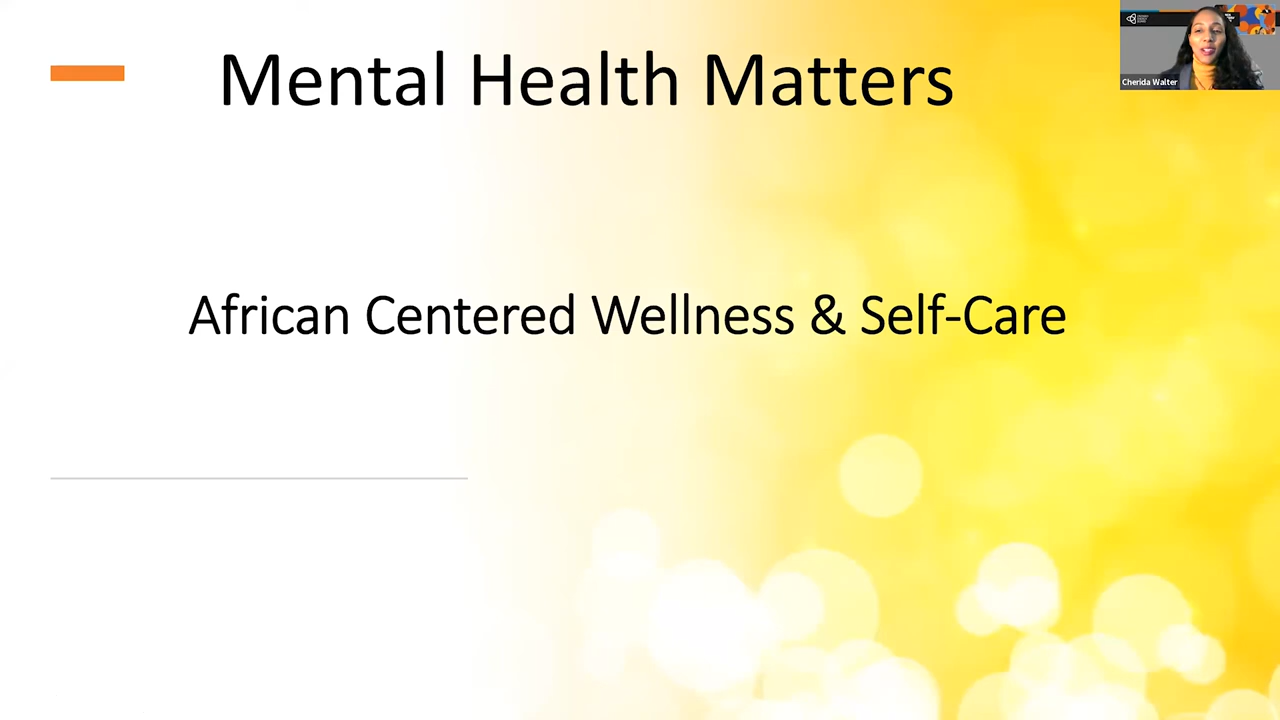 Mental Health Matters
African Centered Wellness & Self-Care
Cherida Walter